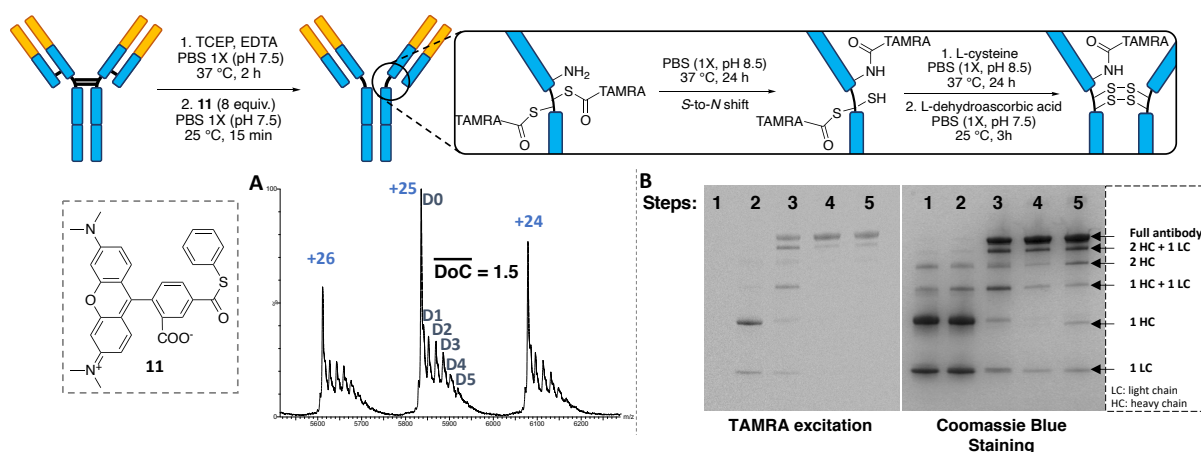 1. TCEP, EDTA
PBS 1X (pH 7.5)
37 °C, 2 h
2. 11 (8 equiv.)
PBS 1X (pH 7.5)
25 °C, 15 min
NH2
S
S
TAMRA
O
TAMRA
O
PBS (1X, pH 8.5)
37 °C, 24 h
S-to-N shift
O
TAMRA
NH
S
SH
TAMRA
O
1. L-cysteine
PBS (1X, pH 8.5)
37 °C, 24 h
2. L-dehydroascorbic acid
PBS (1X, pH 7.5)
25 °C, 3h
O
TAMRA
NH
S-S
S-S
N
O
S
O
COO-
N+
11
A
100
%
+26
+25
D0
DoC = 1.5
D1
D2
D3
D4
D5
+24
5600 5700 5800 5900 6000 6100 6200 m/z
B
Steps: 1 2 3 4 5
1 2 3 4 5
Full antibody
2 HC + 1 LC
2 HC
1 HC + 1 LC
1 HC
1 LC
LC: light chain
HC: heavy chain
TAMRA excitation
Coomassie Blue
Staining